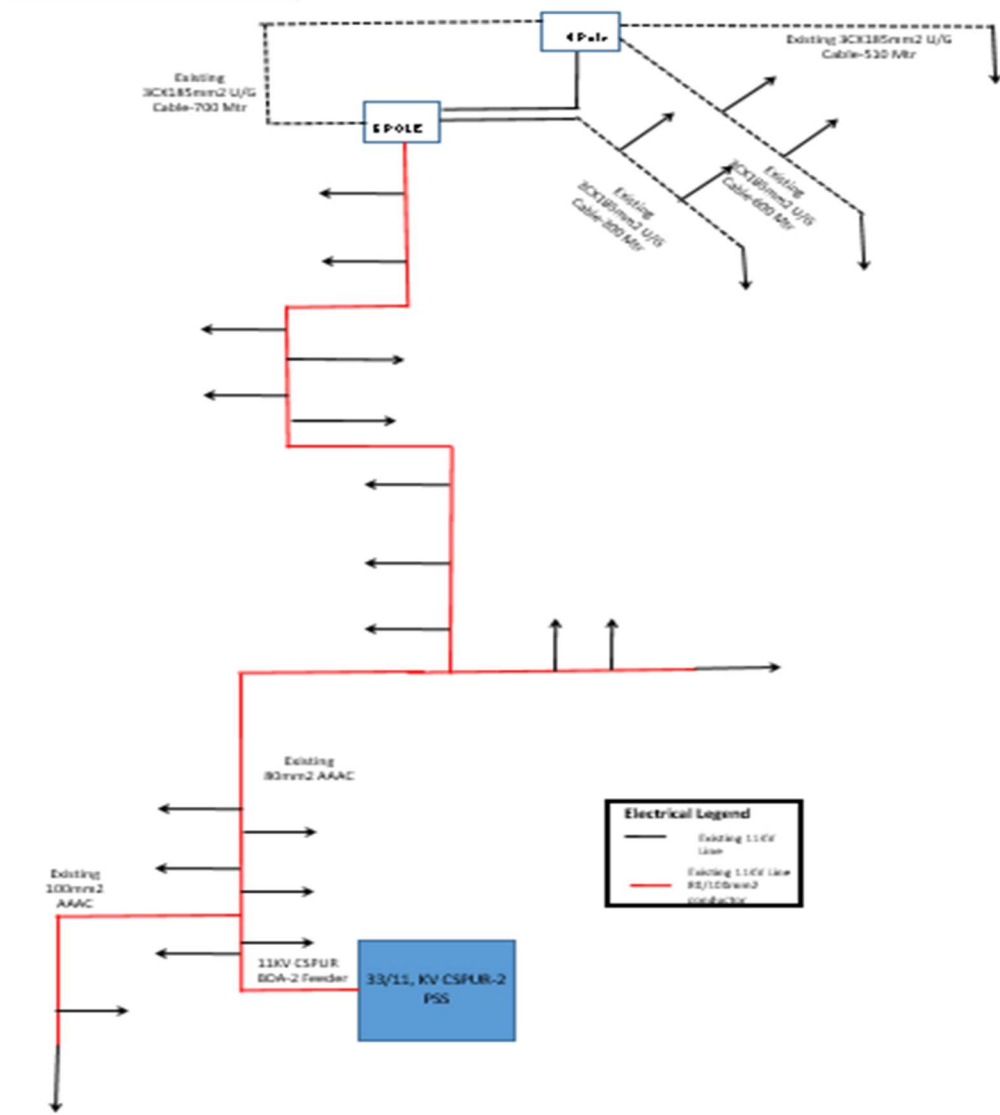 4 Pole
Existing 3CX185mm2 U/G
Cable-510 Mtr
Existing
3CX185mm2 U/G
Cable-700 Mtr
5 POLE
Existing
3CX185mm2 U/G
Cable-600 Mtr
Existing
3CX185mm2 U/G
Cable-300 Mtr
Existing
80mm2 AAAC
Electrical Legend
Existing 11KV
Line
Existing 11KV Line
80/100mm2
conductor
Existing
100mm2
AAAC
11KV CSPUR
BDA-2 Feeder
33/11, KV CSPUR-2
PSS